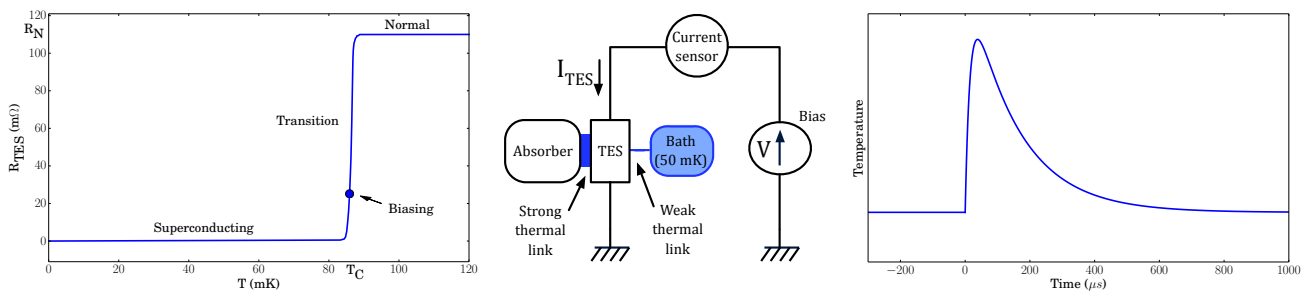 120
R_N
100
80
60
40
20
0
R_TES (mΩ)
Normal
Transition
Biasing
Superconducting
0
20
40
60
80
T_C
100
120
T (mK)
Current
sensor
I_TES
Bias
V
Absorber
TES
Bath
(50 mK)
Strong
thermal
link
Weak
thermal
link
Temperature
−200
0
200
400
600
800
1000
Time (μs)